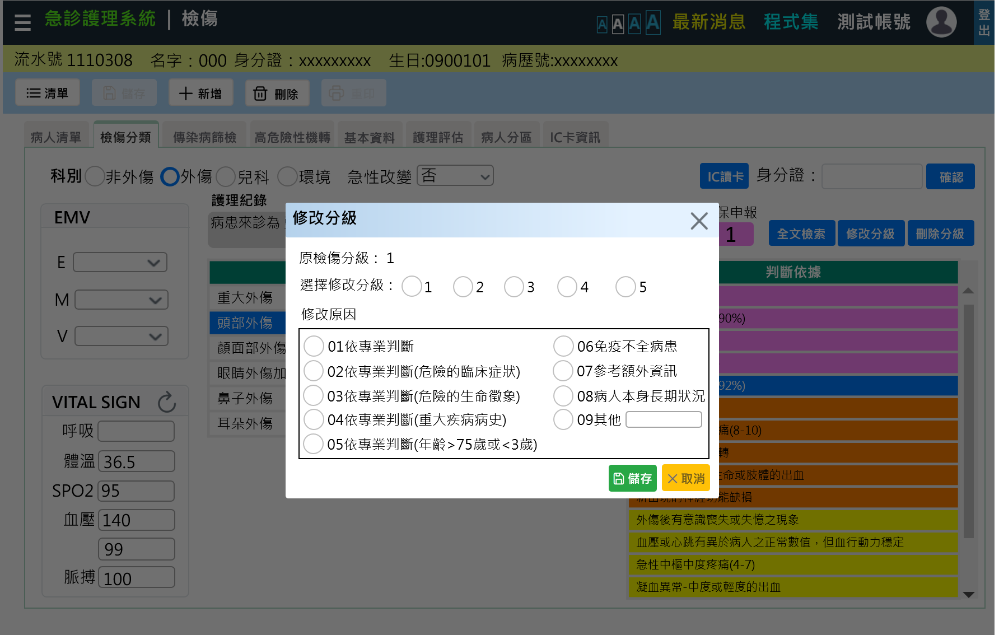 急診護理系統 | 檢傷 A A A A 最新消息 程式集 測試帳號 登出
流水號 1110308 名字：000 身分證：xxxxxxxxx 生日:0900101 病歷號:xxxxxxxx
清單 儲存 新增 刪除 重印
病人清單 檢傷分類 傳染病篩檢 高危險性機轉 基本資料 護理評估 病人分區 IC卡資訊
科別 非外傷 外傷 兒科 環境 急性改變 否 IC讀卡 身分證： 確認
護理紀錄
病患來診為
保申報
1 全文檢索 修改分級 刪除分級
EMV
E
M
V
VITAL SIGN
呼吸
體溫 36.5
SPO2 95
血壓 140
99
脈搏 100
重大外傷
頭部外傷
顏面部外傷
眼睛外傷加
鼻子外傷
耳朵外傷
修改分級
原檢傷分級： 1
選擇修改分級： 1 2 3 4 5
修改原因
01依專業判斷
02依專業判斷(危險的臨床症狀)
03依專業判斷(危險的生命徵象)
04依專業判斷(重大疾病病史)
05依專業判斷(年齡>75歲或<3歲)
06免疫不全病患
07參考額外資訊
08病人本身長期狀況
09其他
儲存 取消
判斷依據
90%)
92%)
痛(8-10)
轉
命或肢體的出血
能缺損
外傷後有意識喪失或失憶之現象
血壓或心跳有異於病人之正常數值，但血行動力穩定
急性中樞中度疼痛(4-7)
凝血異常-中度或輕度的出血